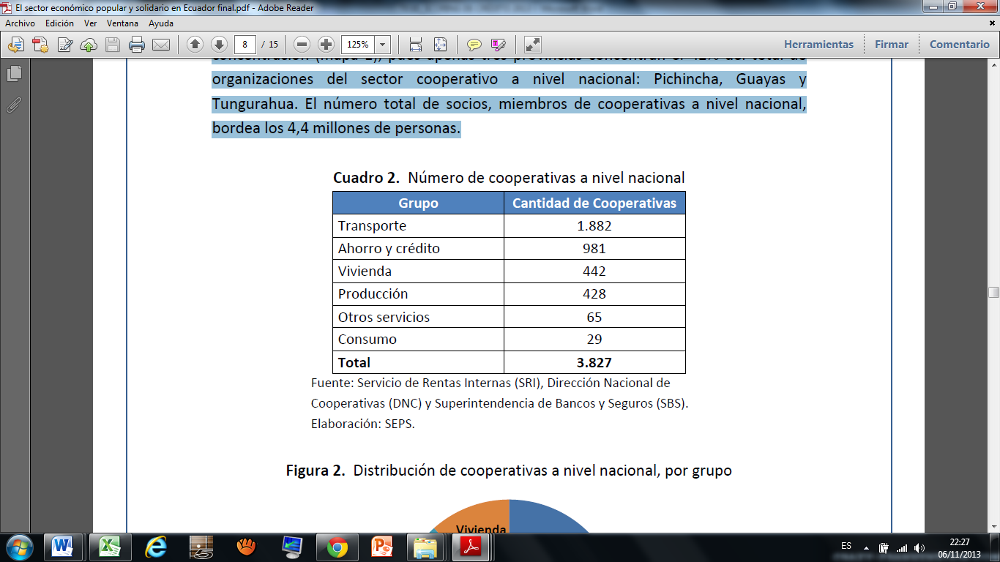 El sector económico popular y solidario en Ecuador final.pdf - Adobe Reader
Archivo Edición Ver Ventana Ayuda
8 / 15 125% Herramientas Firmar Comentario
organizaciones del sector cooperativo a nivel nacional: Pichincha, Guayas y
Tungurahua. El número total de socios, miembros de cooperativas a nivel nacional,
bordea los 4,4 millones de personas.
Cuadro 2. Número de cooperativas a nivel nacional
Grupo Cantidad de Cooperativas
Transporte 1.882
Ahorro y crédito 981
Vivienda 442
Producción 428
Otros servicios 65
Consumo 29
Total 3.827
Fuente: Servicio de Rentas Internas (SRI), Dirección Nacional de
Cooperativas (DNC) y Superintendencia de Bancos y Seguros (SBS).
Elaboración: SEPS.
Figura 2. Distribución de cooperativas a nivel nacional, por grupo
Vivienda
ES 22:27
06/11/2013